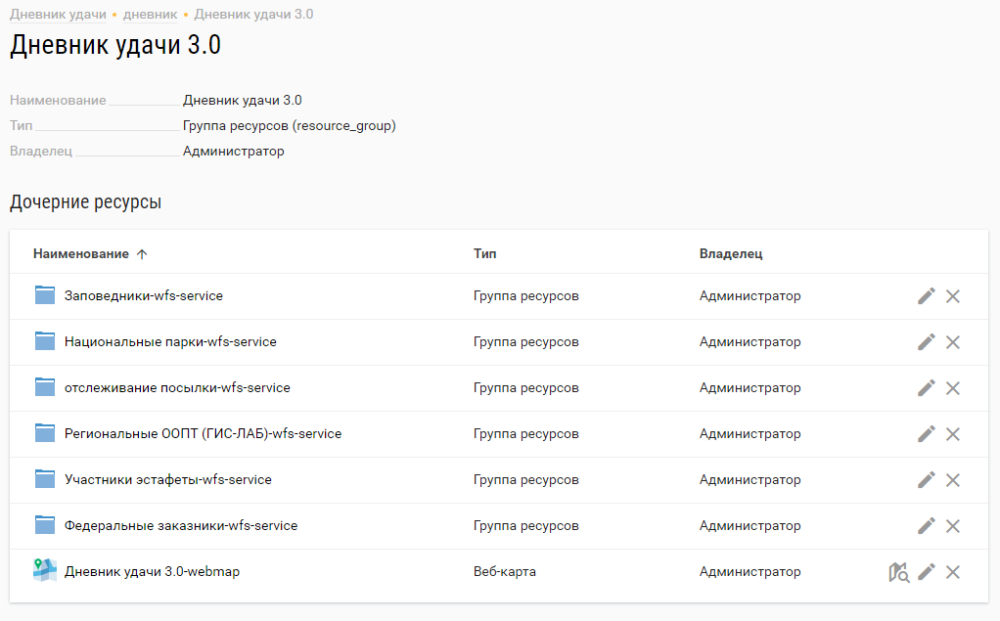 Дневник удачи • дневник • Дневник удачи 3.0
Дневник удачи 3.0
Наименование Дневник удачи 3.0
Тип Группа ресурсов (resource_group)
Владелец Администратор
Дочерние ресурсы
Наименование ↑ Тип Владелец
Заповедники-wfs-service Группа ресурсов Администратор
Национальные парки-wfs-service Группа ресурсов Администратор
отслеживание посылки-wfs-service Группа ресурсов Администратор
Региональные ООПТ (ГИС-ЛАБ)-wfs-service Группа ресурсов Администратор
Участники эстафеты-wfs-service Группа ресурсов Администратор
Федеральные заказники-wfs-service Группа ресурсов Администратор
Дневник удачи 3.0-webmap Веб-карта Администратор